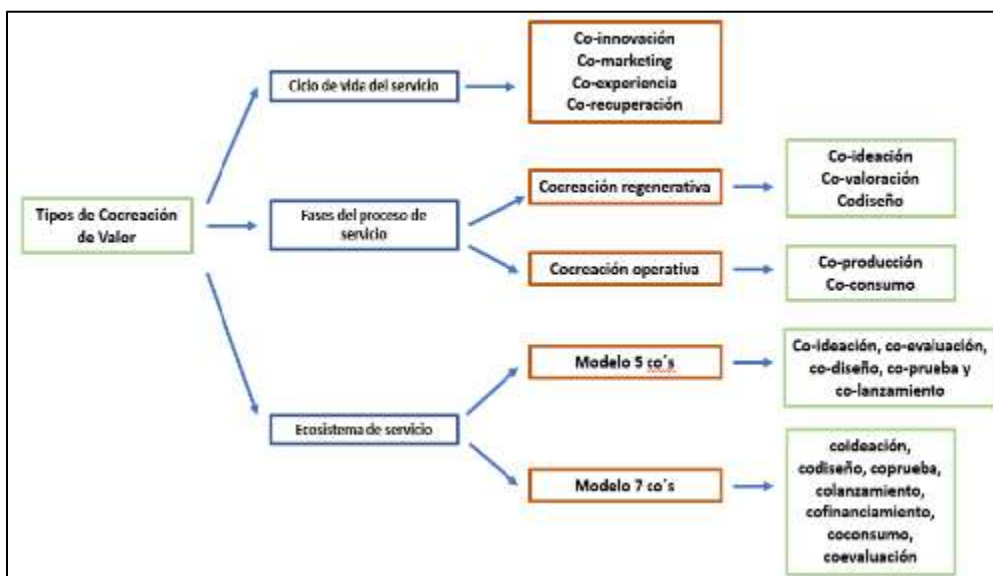 Tipos de Cocreación
de Valor
Ciclo de vida del servicio
Co-innovación
Co-marketing
Co-experiencia
Co-recuperación
Fases del proceso de
servicio
Cocreación regenerativa
Co-ideación
Co-valoración
Codiseño
Cocreación operativa
Co-producción
Co-consumo
Ecosistema de servicio
Modelo 5 co´s
Co-ideación, co-evaluación,
co-diseño, co-prueba y
co-lanzamiento
Modelo 7 co´s
coideación,
codiseño, coprueba,
colanzamiento,
cofinanciamiento,
coconsumo,
coevaluación